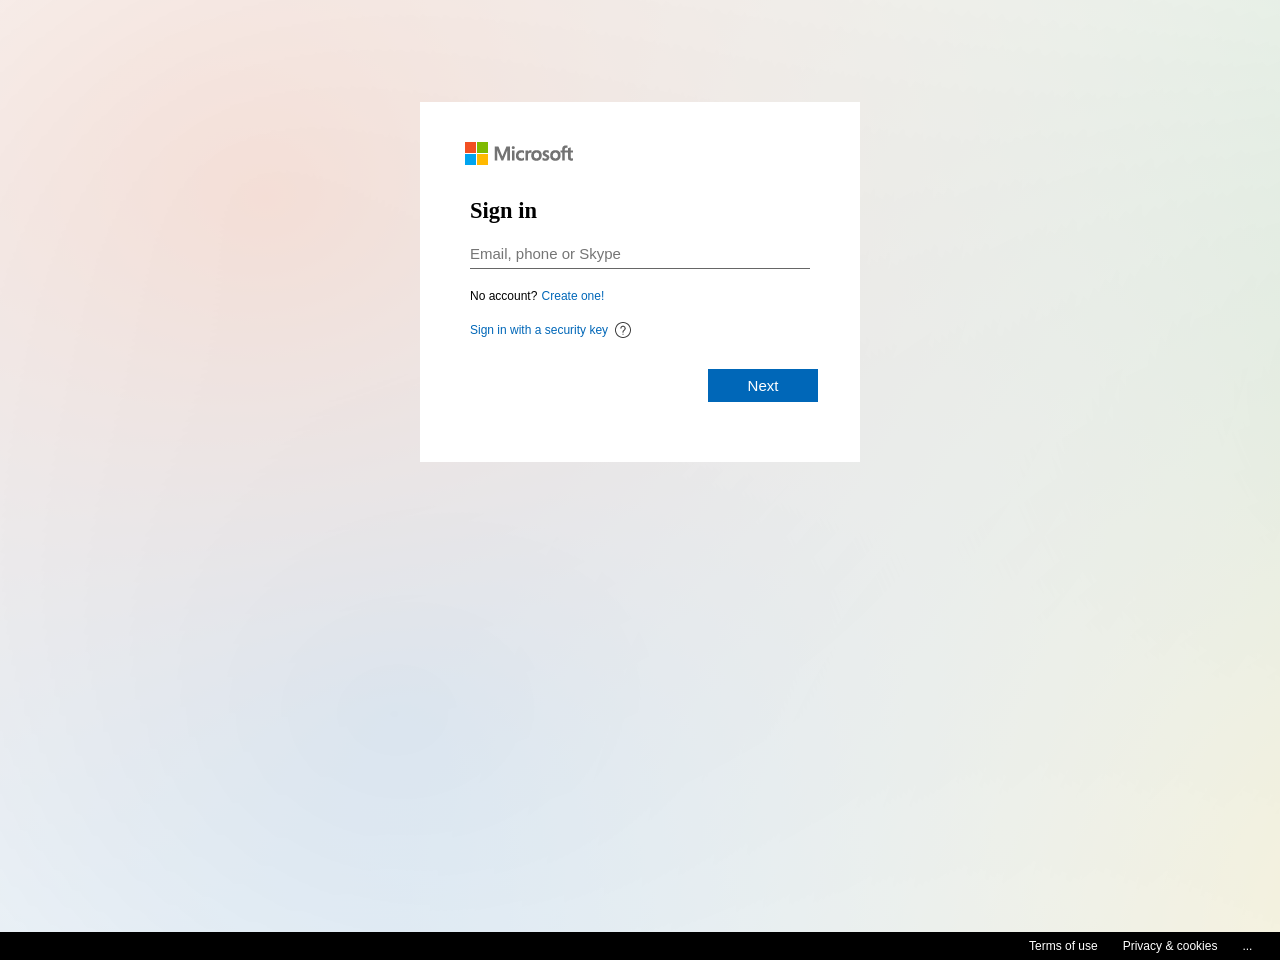 Microsoft
Sign in
Email, phone or Skype
No account? Create one!
Sign in with a security key ?
Next
Terms of use Privacy & cookies ...